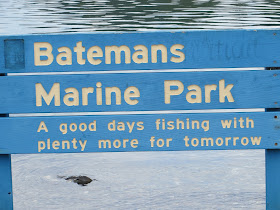 Batemans
Marine Park
A good days fishing with
plenty more for tomorrow